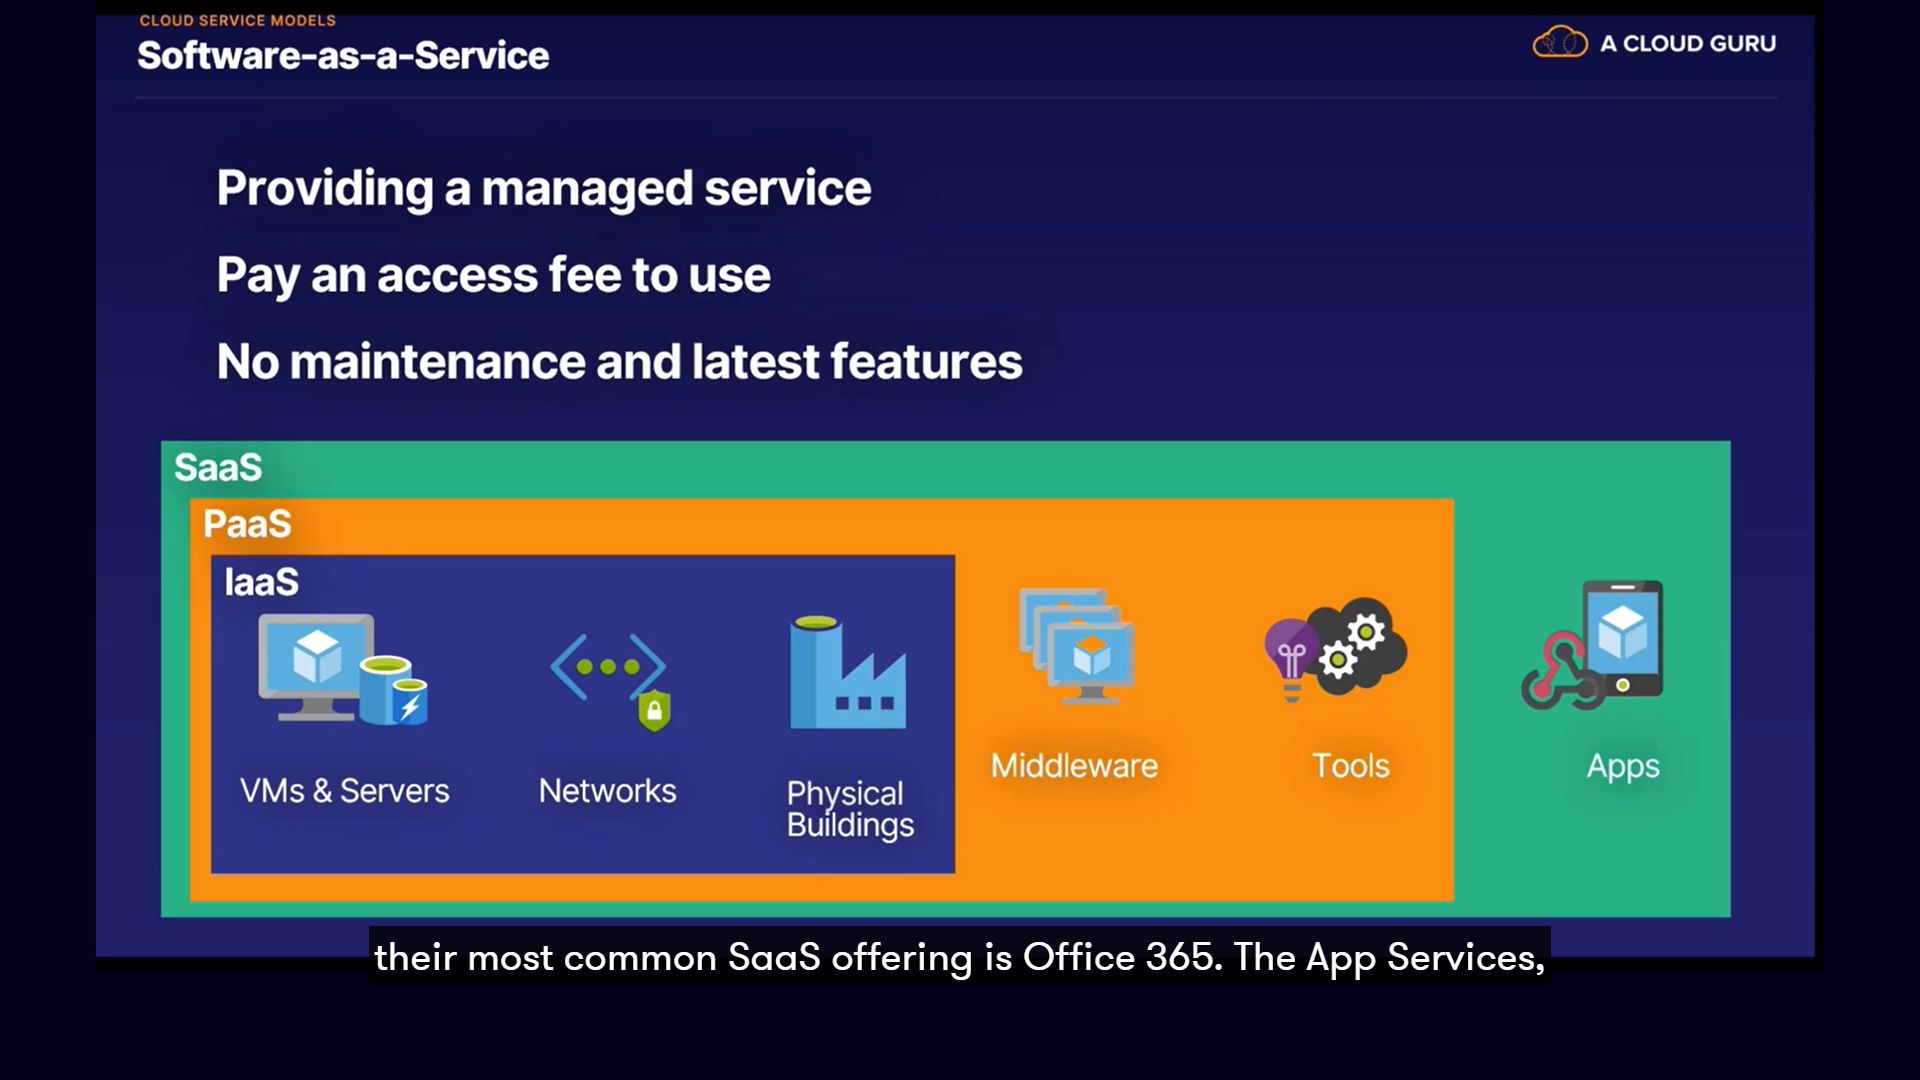 CLOUD SERVICE MODELS
Software-as-a-Service
A CLOUD GURU
Providing a managed service
Pay an access fee to use
No maintenance and latest features
SaaS
PaaS
IaaS
VMs & Servers
Networks
Physical
Buildings
Middleware
Tools
Apps
their most common SaaS offering is Office 365. The App Services,